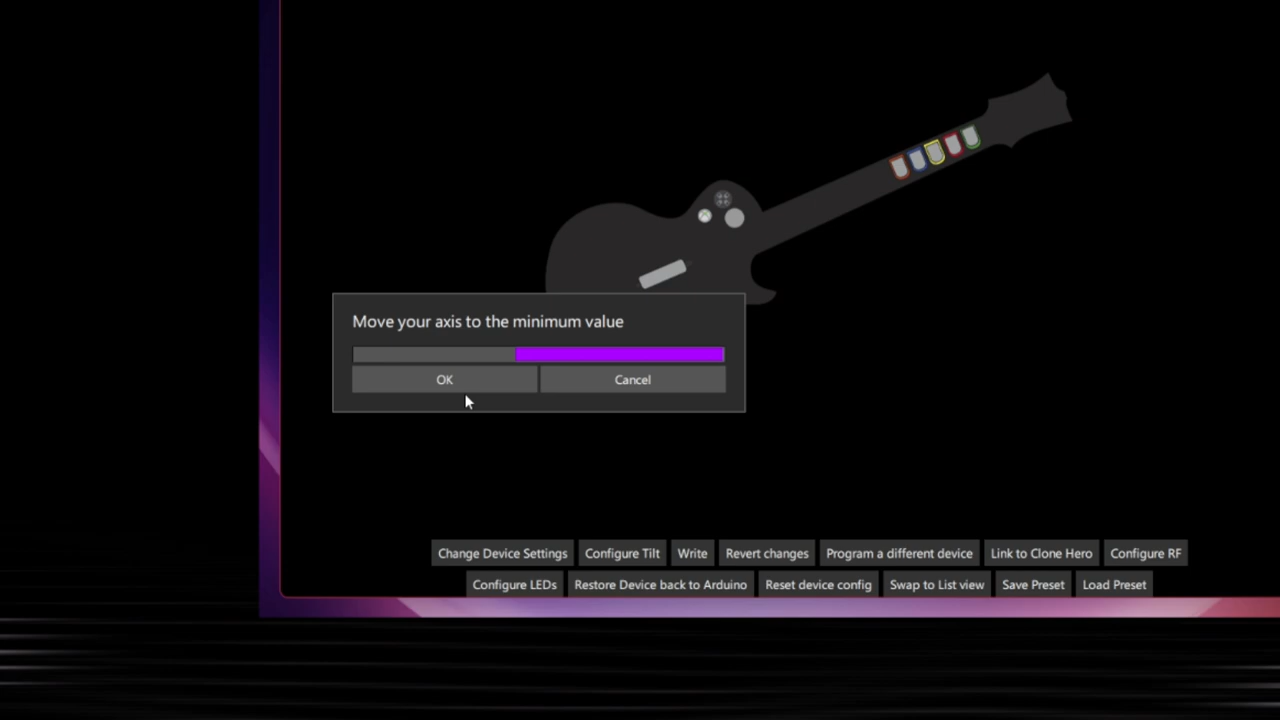 Move your axis to the minimum value
OK Cancel
Change Device Settings Configure Tilt Write Revert changes Program a different device Link to Clone Hero Configure RF
Configure LEDs Restore Device back to Arduino Reset device config Swap to List view Save Preset Load Preset